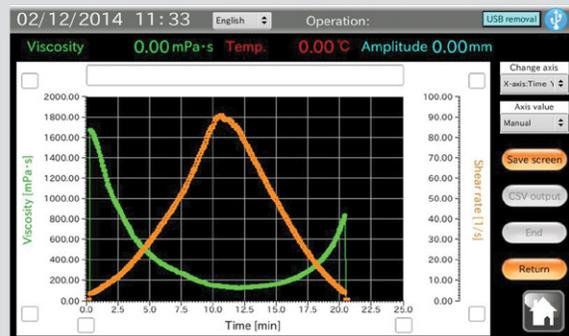 02/12/2014 11:33 English Operation: USB removal
Viscosity 0.00 mPa·s Temp. 0.00 ℃ Amplitude 0.00mm
Change axis
X-axis:Time
Axis value
Manual
Save screen
CSV output
End
Return
Viscosity [mPa·s]
2000.00
1800.00
1600.00
1400.00
1200.00
1000.00
800.00
600.00
400.00
200.00
0.00
100.00
90.00
80.00
70.00
60.00
50.00
40.00
30.00
20.00
10.00
0.00
Shear rate [1/s]
0.0 2.5 5.0 7.5 10.0 12.5 15.0 17.5 20.0 22.5 25.0
Time [min]